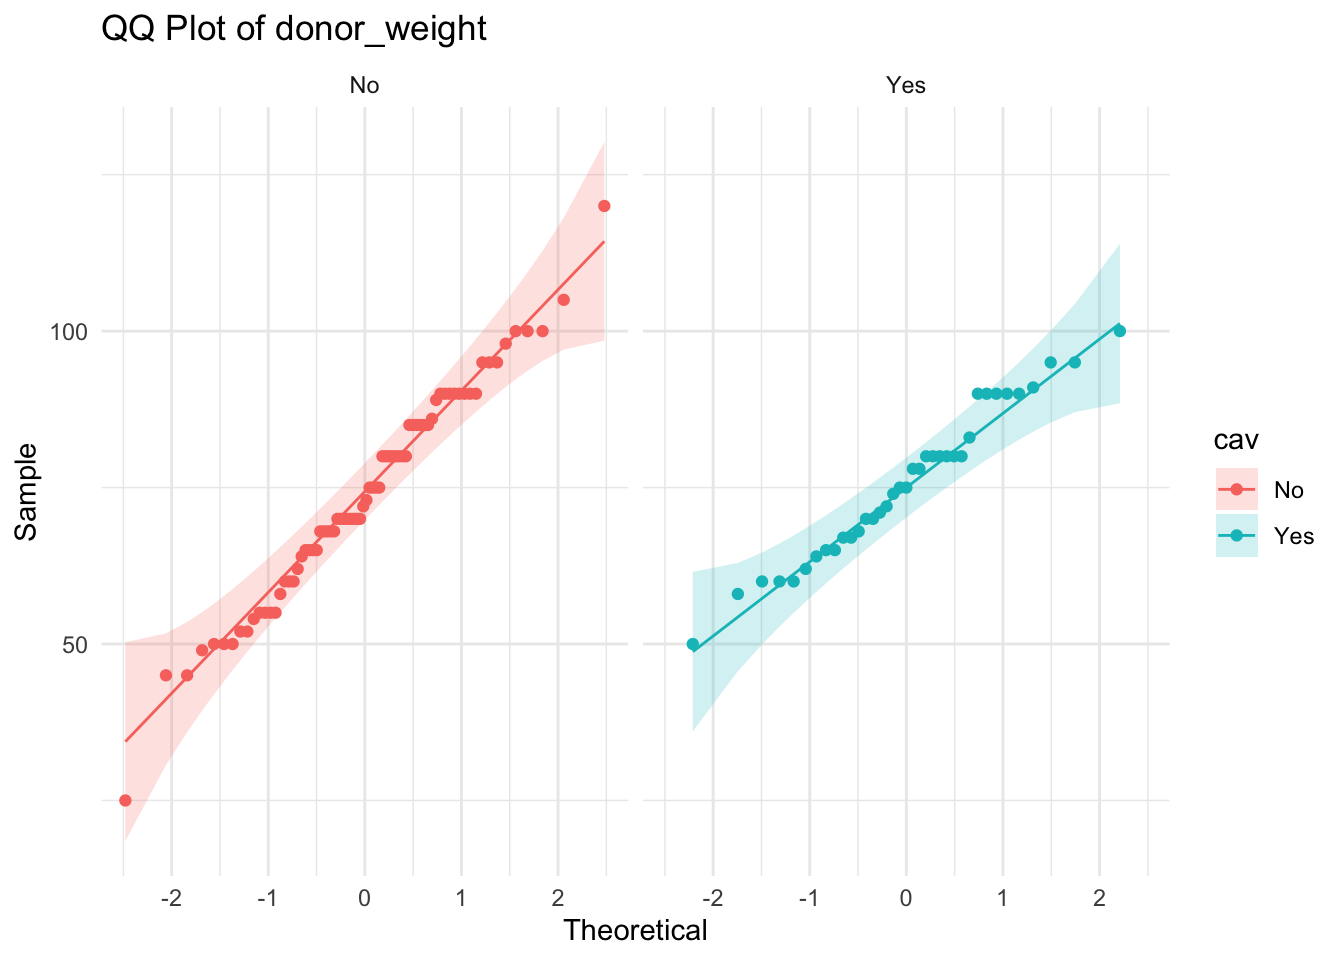 QQ Plot of donor_weight
No
Yes
Sample
100
50
-2 -1 0 1 2
-2 -1 0 1 2
Theoretical
cav
No
Yes